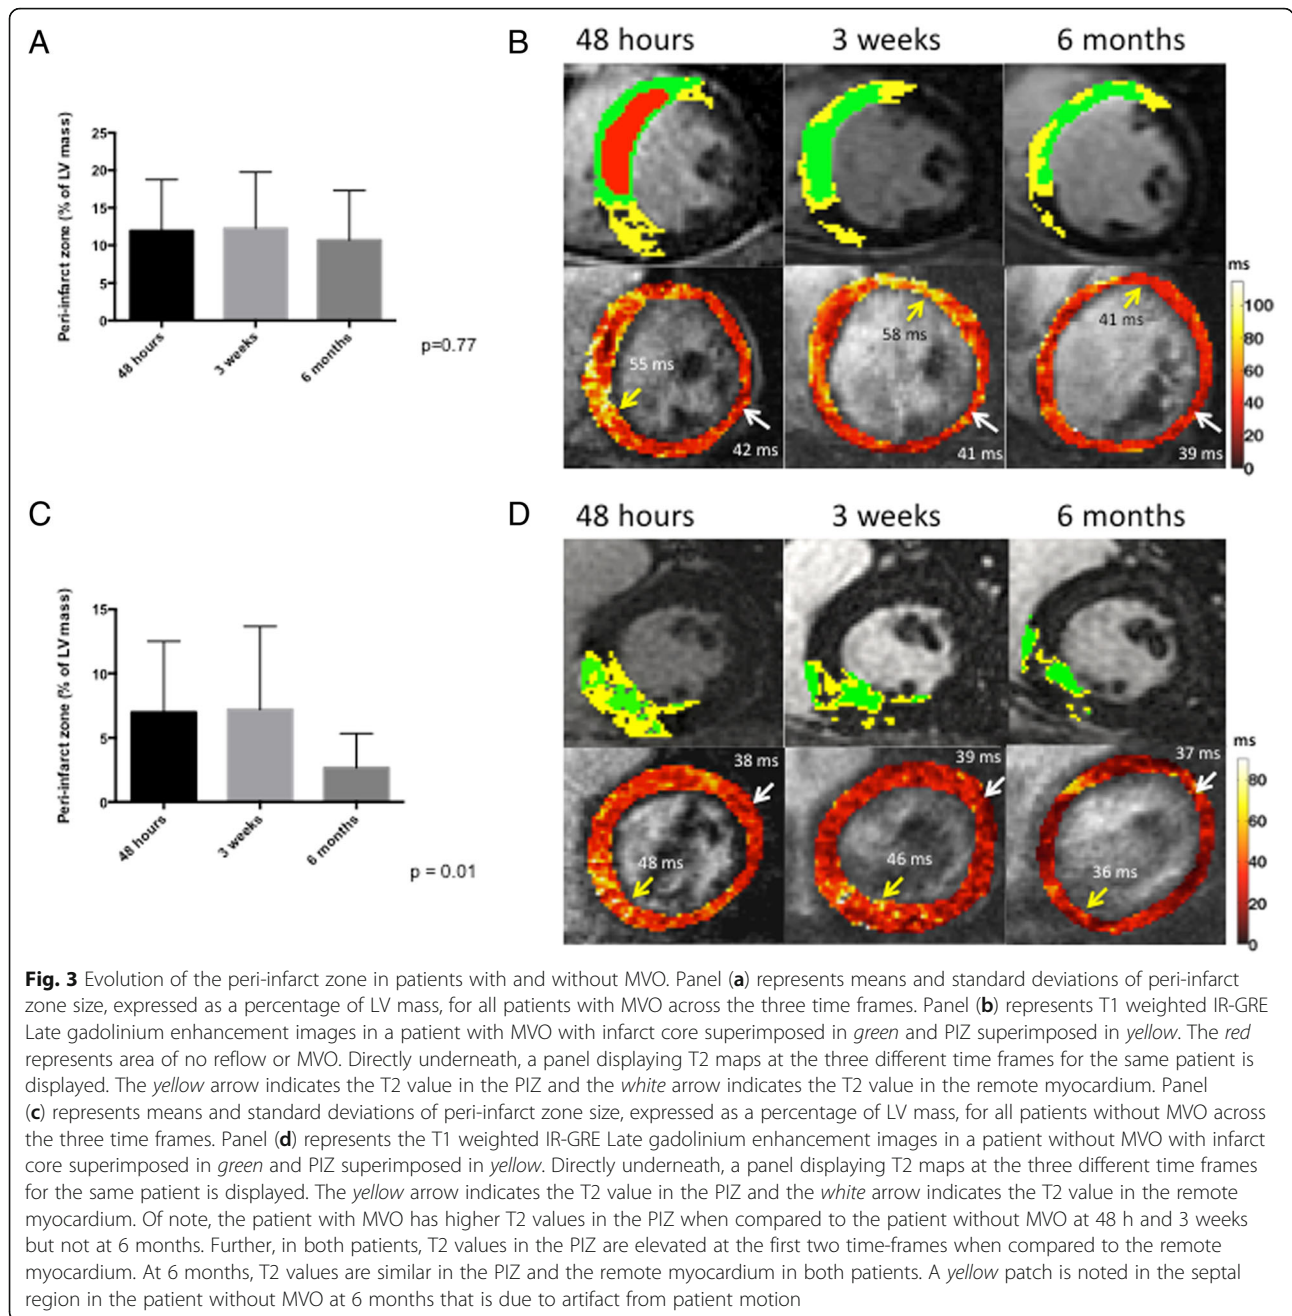 A
Peri-infarct zone (% of LV mass)
25
20
15
10
5
0
48 hours
3 weeks
6 months
p=0.77
B
48 hours
3 weeks
6 months
55 ms
42 ms
58 ms
41 ms
41 ms
39 ms
ms
100
80
60
40
20
0
C
Peri-infarct zone (% of LV mass)
15
10
5
0
48 hours
3 weeks
6 months
p = 0.01
D
48 hours
3 weeks
6 months
38 ms
48 ms
39 ms
46 ms
37 ms
36 ms
ms
80
60
40
20
0
Fig. 3 Evolution of the peri-infarct zone in patients with and without MVO. Panel (a) represents means and standard deviations of peri-infarct
zone size, expressed as a percentage of LV mass, for all patients with MVO across the three time frames. Panel (b) represents T1 weighted IR-GRE
Late gadolinium enhancement images in a patient with MVO with infarct core superimposed in green and PIZ superimposed in yellow. The red
represents area of no reflow or MVO. Directly underneath, a panel displaying T2 maps at the three different time frames for the same patient is
displayed. The yellow arrow indicates the T2 value in the PIZ and the white arrow indicates the T2 value in the remote myocardium. Panel
(c) represents means and standard deviations of peri-infarct zone size, expressed as a percentage of LV mass, for all patients without MVO across
the three time frames. Panel (d) represents the T1 weighted IR-GRE Late gadolinium enhancement images in a patient without MVO with infarct
core superimposed in green and PIZ superimposed in yellow. Directly underneath, a panel displaying T2 maps at the three different time frames
for the same patient is displayed. The yellow arrow indicates the T2 value in the PIZ and the white arrow indicates the T2 value in the remote
myocardium. Of note, the patient with MVO has higher T2 values in the PIZ when compared to the patient without MVO at 48 h and 3 weeks
but not at 6 months. Further, in both patients, T2 values in the PIZ are elevated at the first two time-frames when compared to the remote
myocardium. At 6 months, T2 values are similar in the PIZ and the remote myocardium in both patients. A yellow patch is noted in the septal
region in the patient without MVO at 6 months that is due to artifact from patient motion